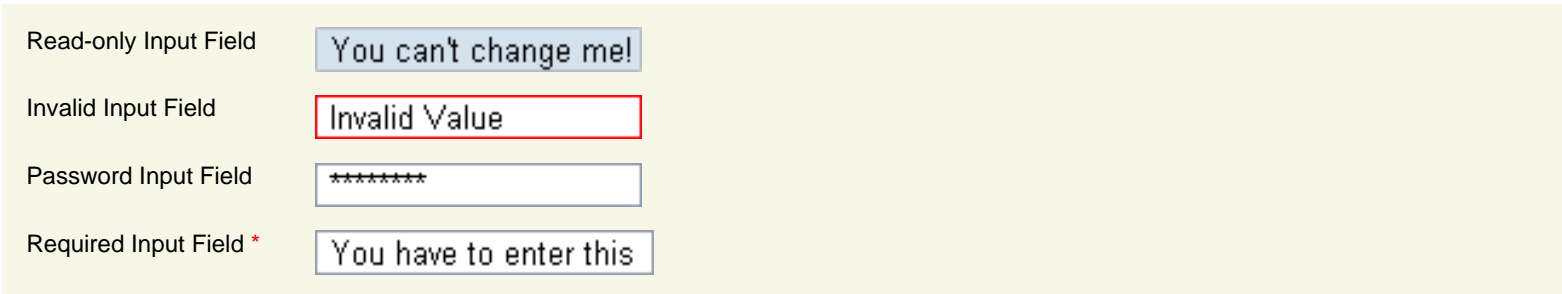 Read-only Input Field You can't change me!
Invalid Input Field Invalid Value
Password Input Field ********
Required Input Field * You have to enter this